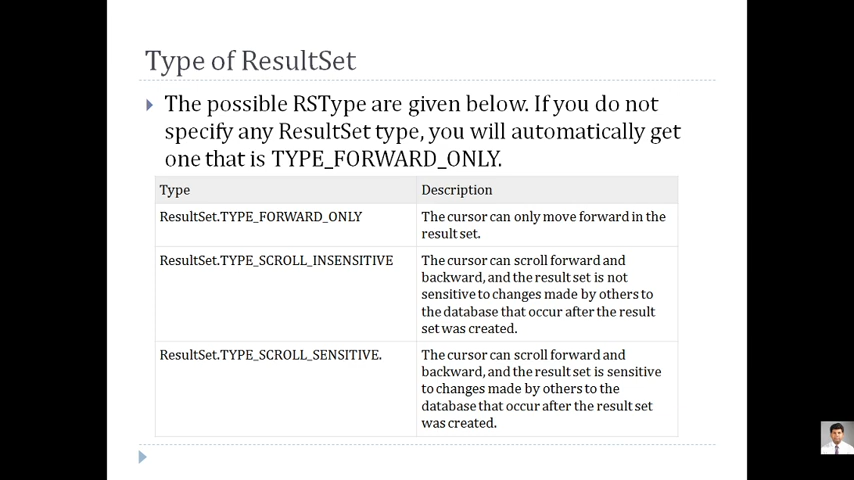 Type of ResultSet
The possible RSType are given below. If you do not
specify any ResultSet type, you will automatically get
one that is TYPE_FORWARD_ONLY.
Type Description
ResultSet.TYPE_FORWARD_ONLY The cursor can only move forward in the
result set.
ResultSet.TYPE_SCROLL_INSENSITIVE The cursor can scroll forward and
backward, and the result set is not
sensitive to changes made by others to
the database that occur after the result
set was created.
ResultSet.TYPE_SCROLL_SENSITIVE. The cursor can scroll forward and
backward, and the result set is sensitive
to changes made by others to the
database that occur after the result set
was created.